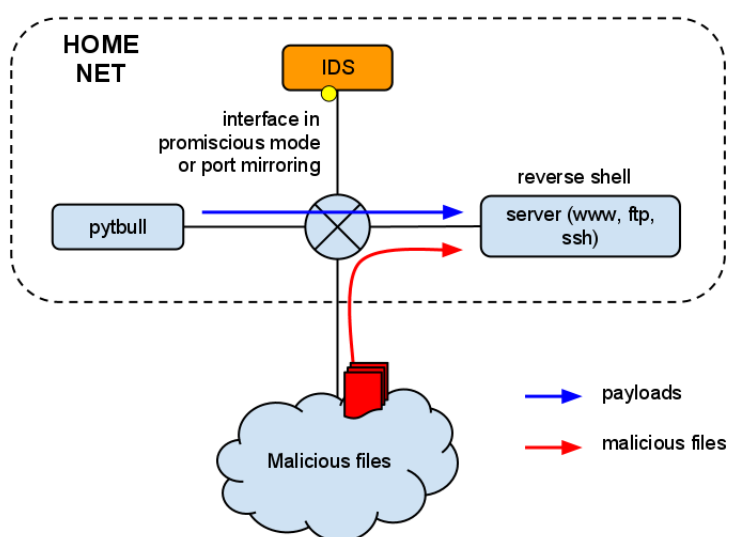 HOME
NET
IDS
interface in
promiscious mode
or port mirroring
reverse shell
pytbull
server (www, ftp,
ssh)
payloads
malicious files
Malicious files